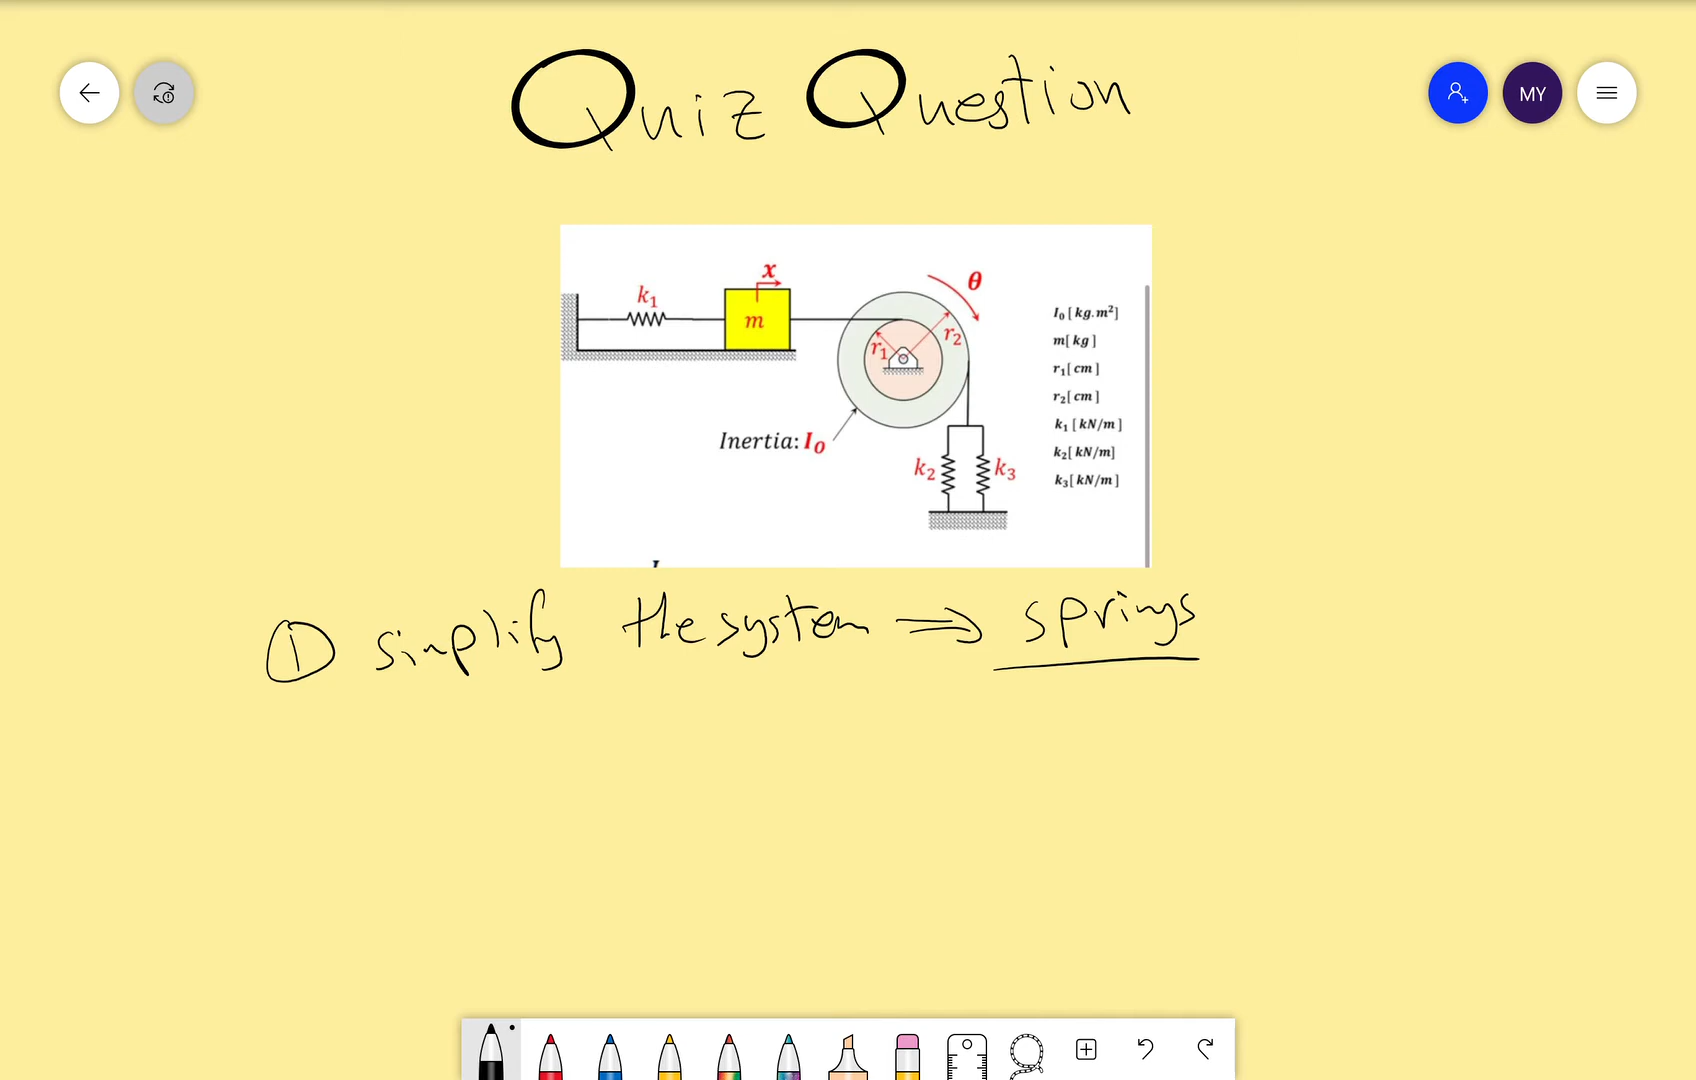 Quiz Question
MY
x
θ
k₁
m
r₁
r₂
Inertia: I₀
k₂
k₃
I₀ [ kg.m²]
m[ kg ]
r₁[ cm ]
r₂[ cm ]
k₁ [ kN/m ]
k₂[ kN/m]
k₃[ kN/m ]
① simplify the system ⇒ springs